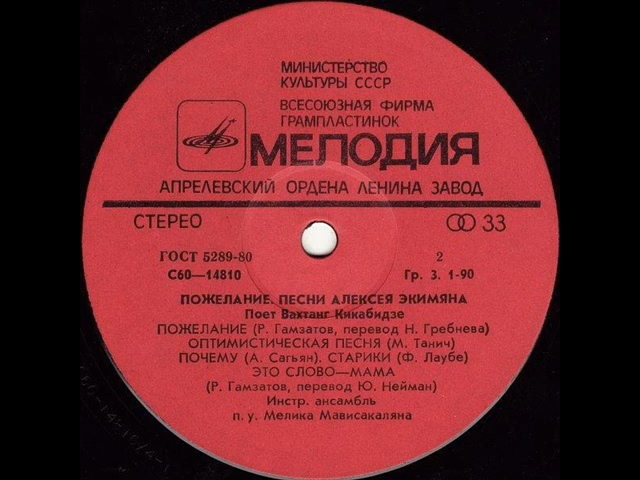 МИНИСТЕРСТВО
КУЛЬТУРЫ СССР
ВСЕСОЮЗНАЯ ФИРМА
ГРАМПЛАСТИНОК
МЕЛОДИЯ
АПРЕЛЕВСКИЙ ОРДЕНА ЛЕНИНА ЗАВОД
СТЕРЕО 33
ГОСТ 5289-80 2
С60—14810 Гр. 3. 1-90
ПОЖЕЛАНИЕ. ПЕСНИ АЛЕКСЕЯ ЭКИМЯНА
Поет Вахтанг Кикабидзе
ПОЖЕЛАНИЕ (Р. Гамзатов, перевод Н. Гребнева)
ОПТИМИСТИЧЕСКАЯ ПЕСНЯ (М. Танич)
ПОЧЕМУ (А. Сагьян). СТАРИКИ (Ф. Лаубе)
ЭТО СЛОВО—МАМА
(Р. Гамзатов, перевод Ю. Нейман)
Инстр. ансамбль
п. у. Мелика Мависакаляна